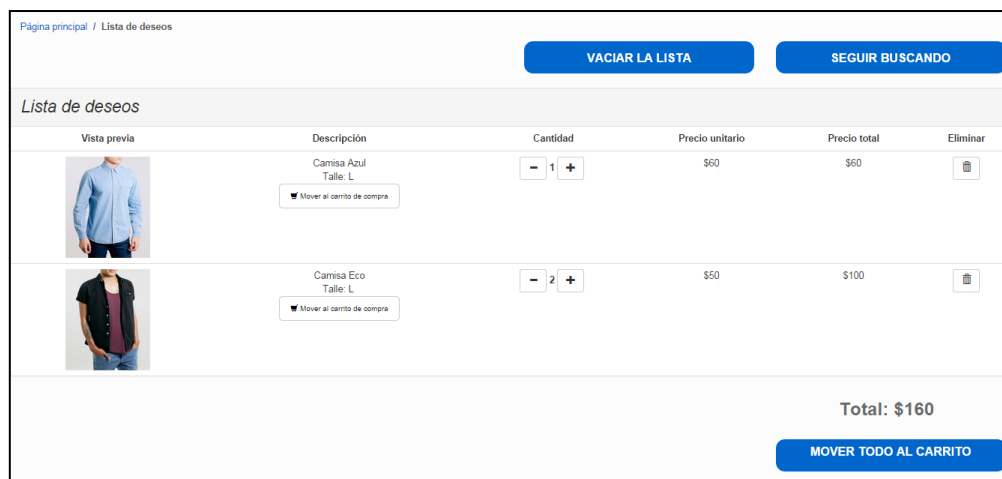 Página principal / Lista de deseos
VACIAR LA LISTA SEGUIR BUSCANDO
Lista de deseos
Vista previa Descripción Cantidad Precio unitario Precio total Eliminar
Camisa Azul - 1 + $60 $60
Talle: L
Mover al carrito de compra
Camisa Eco - 2 + $50 $100
Talle: L
Mover al carrito de compra
Total: $160
MOVER TODO AL CARRITO